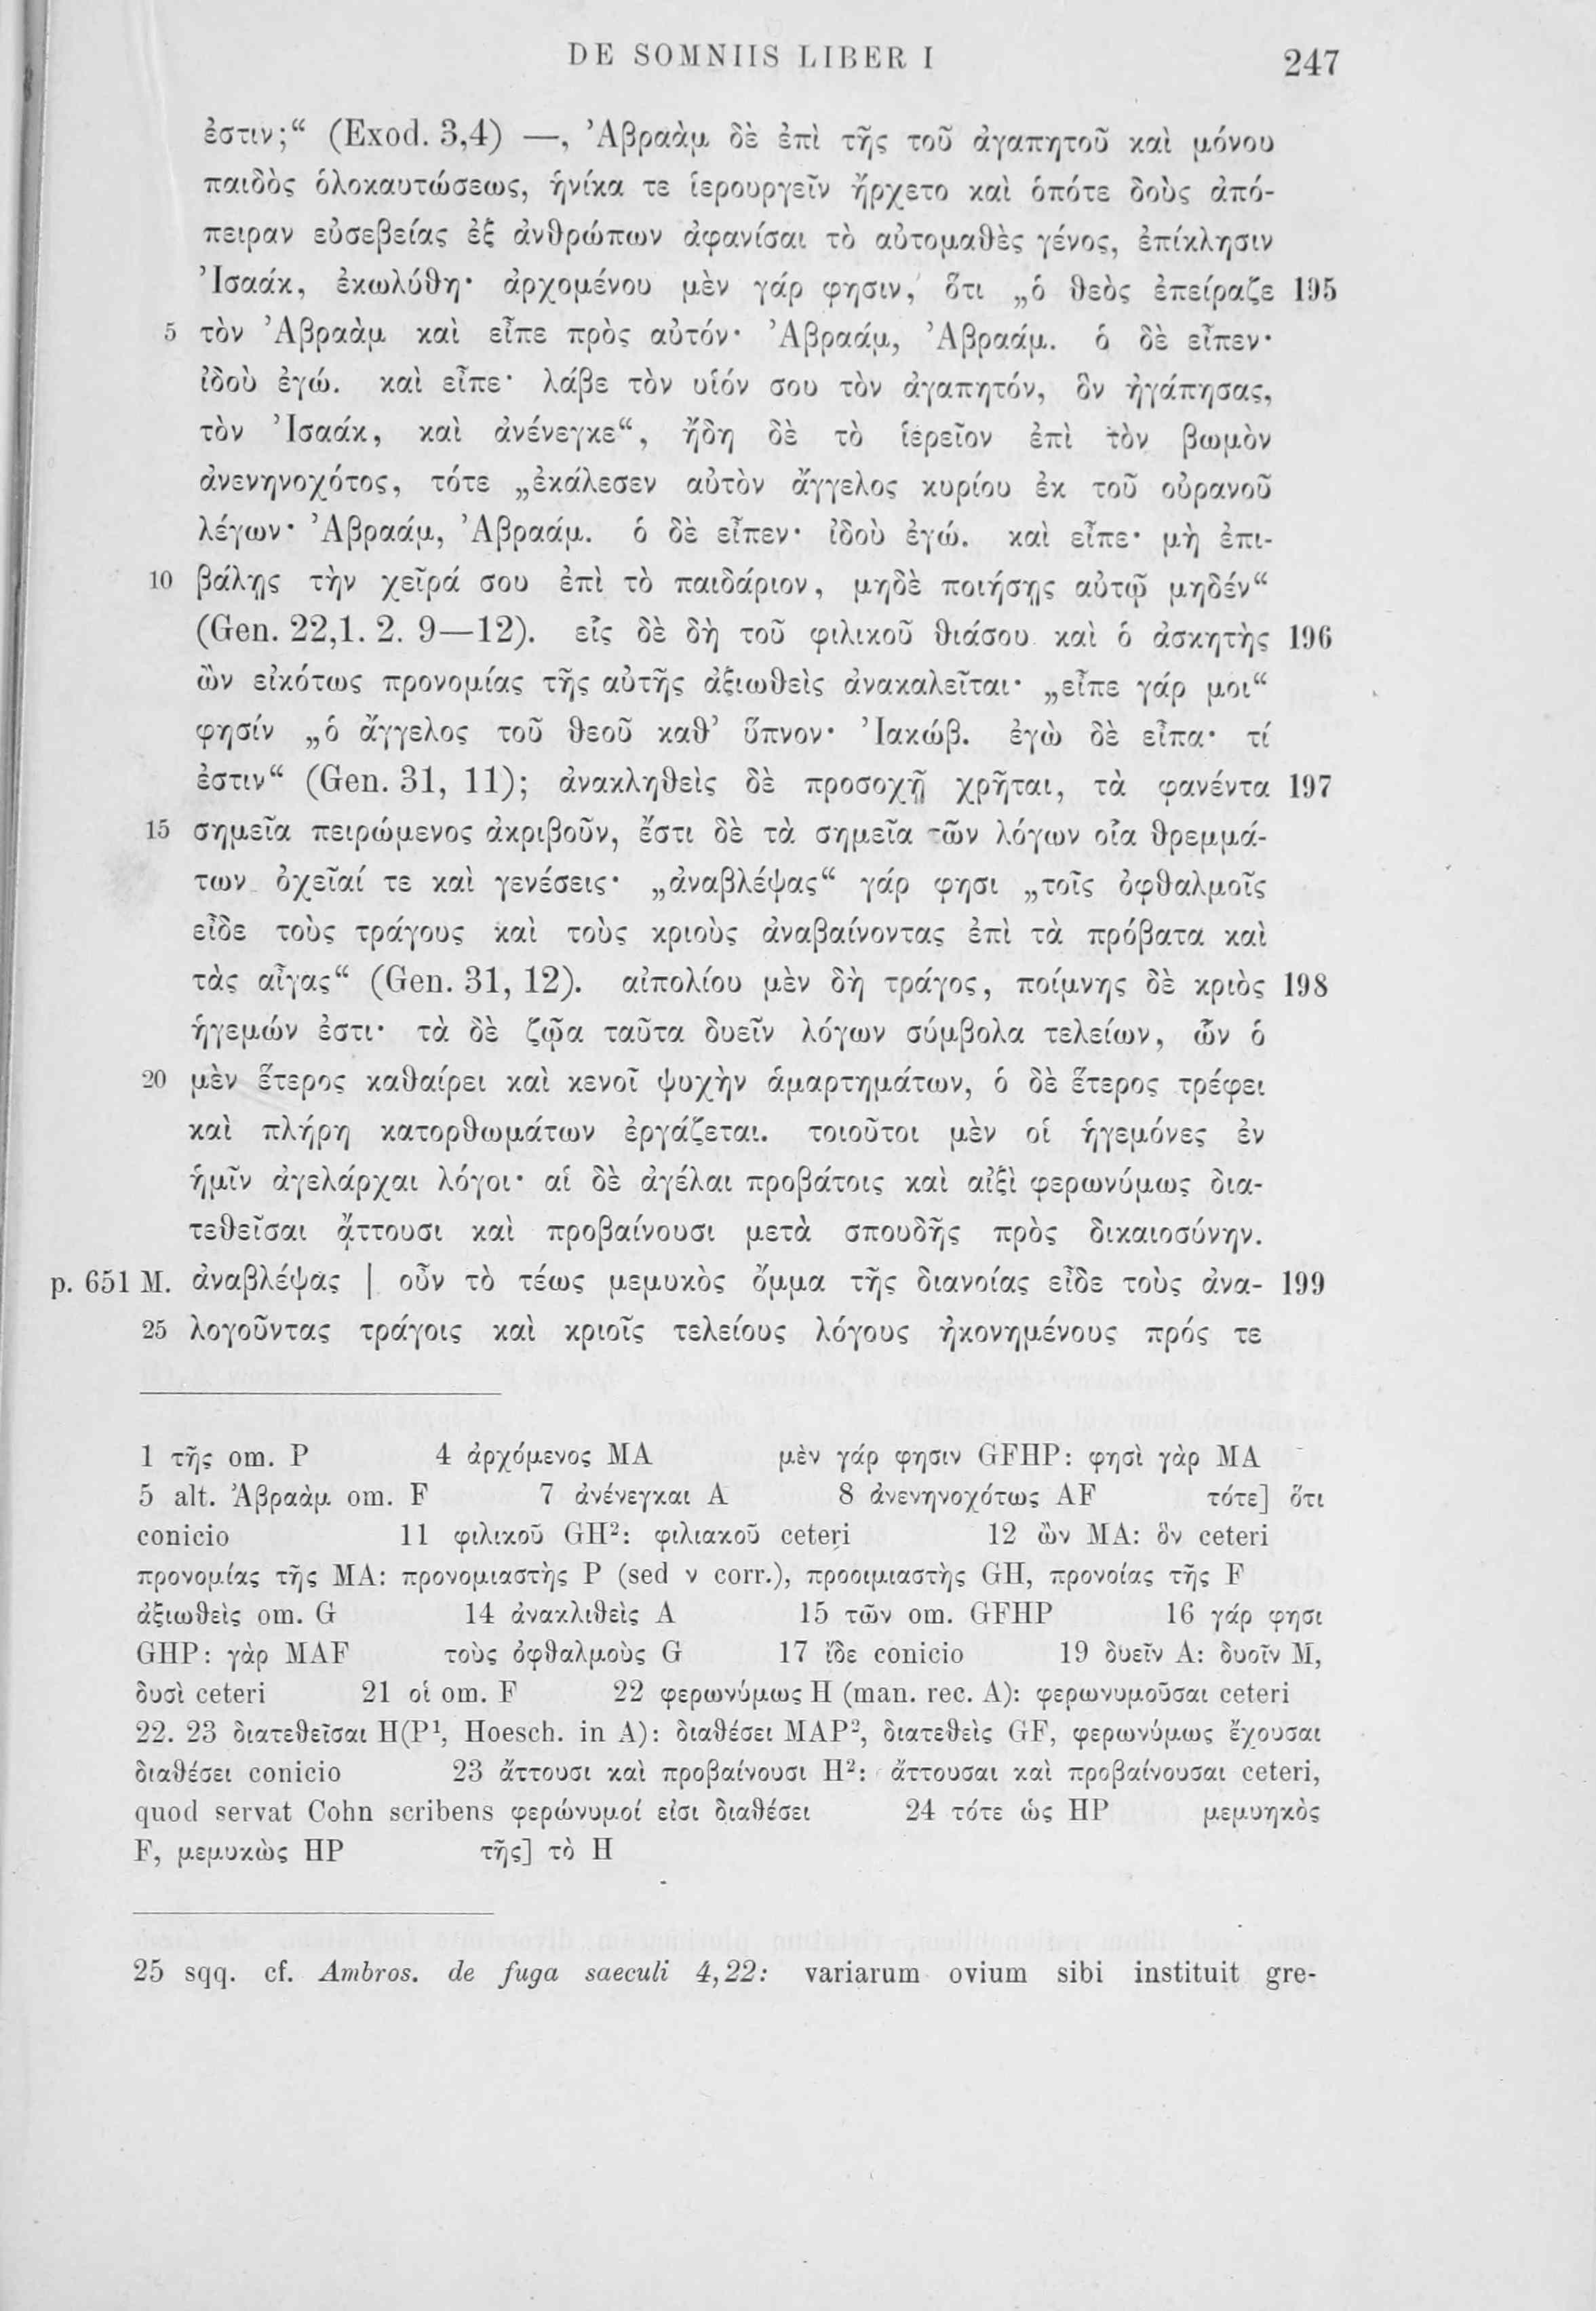 DE SOMNIIS LIBER I 247
ἐστιν;“ (Exod. 3,4) —, Ἀβραὰμ δὲ ἐπὶ τῆς τοῦ ἀγαπητοῦ καὶ μόνου
παιδὸς ὁλοκαυτώσεως, ἡνίκα τε ἱερουργεῖν ἤρχετο καὶ ὁπότε δοὺς ἀπό-
πειραν εὐσεβείας ἐξ ἀνθρώπων ἀφανίσαι τὸ αὐτομαθὲς γένος, ἐπίκλησιν
Ἰσαάκ, ἐκωλύθη· ἀρχομένου μὲν γάρ φησιν, ὅτι „ὁ θεὸς ἐπείραζε 195
5 τὸν Ἀβραὰμ καὶ εἶπε πρὸς αὐτόν· Ἀβραάμ, Ἀβραάμ. ὁ δὲ εἶπεν·
ἰδοὺ ἐγώ. καὶ εἶπε· λάβε τὸν υἱόν σου τὸν ἀγαπητόν, ὃν ἠγάπησας,
τὸν Ἰσαάκ, καὶ ἀνένεγκε“, ἤδη δὲ τὸ ἱερεῖον ἐπὶ τὸν βωμὸν
ἀνενηνοχότος, τότε „ἐκάλεσεν αὐτὸν ἄγγελος κυρίου ἐκ τοῦ οὐρανοῦ
λέγων· Ἀβραάμ, Ἀβραάμ. ὁ δὲ εἶπεν· ἰδοὺ ἐγώ. καὶ εἶπε· μὴ ἐπι-
10 βάλῃς τὴν χεῖρά σου ἐπὶ τὸ παιδάριον, μηδὲ ποιήσῃς αὐτῷ μηδέν“
(Gen. 22,1. 2. 9—12). εἷς δὲ δὴ τοῦ φιλικοῦ θιάσου καὶ ὁ ἀσκητὴς 196
ὢν εἰκότως προνομίας τῆς αὐτῆς ἀξιωθεὶς ἀνακαλεῖται· „εἶπε γάρ μοι“
φησίν „ὁ ἄγγελος τοῦ θεοῦ καθ’ ὕπνον· Ἰακώβ. ἐγὼ δὲ εἶπα· τί
ἐστιν“ (Gen. 31, 11); ἀνακληθεὶς δὲ προσοχῇ χρῆται, τὰ φανέντα 197
15 σημεῖα πειρώμενος ἀκριβοῦν, ἔστι δὲ τὰ σημεῖα τῶν λόγων οἷα θρεμμά-
των ὀχεῖαί τε καὶ γενέσεις· „ἀναβλέψας“ γάρ φησι „τοῖς ὀφθαλμοῖς
εἶδε τοὺς τράγους καὶ τοὺς κριοὺς ἀναβαίνοντας ἐπὶ τὰ πρόβατα καὶ
τὰς αἶγας“ (Gen. 31, 12). αἰπολίου μὲν δὴ τράγος, ποίμνης δὲ κριὸς 198
ἡγεμών ἐστι· τὰ δὲ ζῷα ταῦτα δυεῖν λόγων σύμβολα τελείων, ὧν ὁ
20 μὲν ἕτερος καθαίρει καὶ κενοῖ ψυχὴν ἁμαρτημάτων, ὁ δὲ ἕτερος τρέφει
καὶ πλήρη κατορθωμάτων ἐργάζεται. τοιοῦτοι μὲν οἱ ἡγεμόνες ἐν
ἡμῖν ἀγελάρχαι λόγοι· αἱ δὲ ἀγέλαι προβάτοις καὶ αἰξὶ φερωνύμως δια-
τεθεῖσαι ᾄττουσι καὶ προβαίνουσι μετὰ σπουδῆς πρὸς δικαιοσύνην.
p. 651 M. ἀναβλέψας | οὖν τὸ τέως μεμυκὸς ὄμμα τῆς διανοίας εἶδε τοὺς ἀνα- 199
25 λογοῦντας τράγοις καὶ κριοῖς τελείους λόγους ἠκονημένους πρός τε
1 τῆς om. P 4 ἀρχόμενος MA μὲν γάρ φησιν GFHP: φησὶ γὰρ MA
5 alt. Ἀβραὰμ om. F 7 ἀνένεγκαι A 8 ἀνενηνοχότως AF τότε] ὅτι
conicio 11 φιλικοῦ GH²: φιλιακοῦ ceteri 12 ὢν MA: ὃν ceteri
προνομίας τῆς MA: προνομιαστὴς P (sed ν corr.), προοιμιαστὴς GH, προνοίας τῆς F
ἀξιωθεὶς om. G 14 ἀνακλιθεὶς A 15 τῶν om. GFHP 16 γάρ φησι
GHP: γὰρ MAF τοὺς ὀφθαλμοὺς G 17 ἴδε conicio 19 δυεῖν A: δυοῖν M,
δυσὶ ceteri 21 οἱ om. F 22 φερωνύμως H (man. rec. A): φερωνυμοῦσαι ceteri
22. 23 διατεθεῖσαι H(P¹, Hoesch. in A): διαθέσει MAP², διατεθεὶς GF, φερωνύμως ἔχουσαι
διαθέσει conicio 23 ἄττουσι καὶ προβαίνουσι H²: ἄττουσαι καὶ προβαίνουσαι ceteri,
quod servat Cohn scribens φερώνυμοί εἰσι διαθέσει 24 τότε ὡς HP μεμυηκὸς
F, μεμυκὼς HP τῆς] τὸ H
25 sqq. cf. Ambros. de fuga saeculi 4,22: variarum ovium sibi instituit gre-